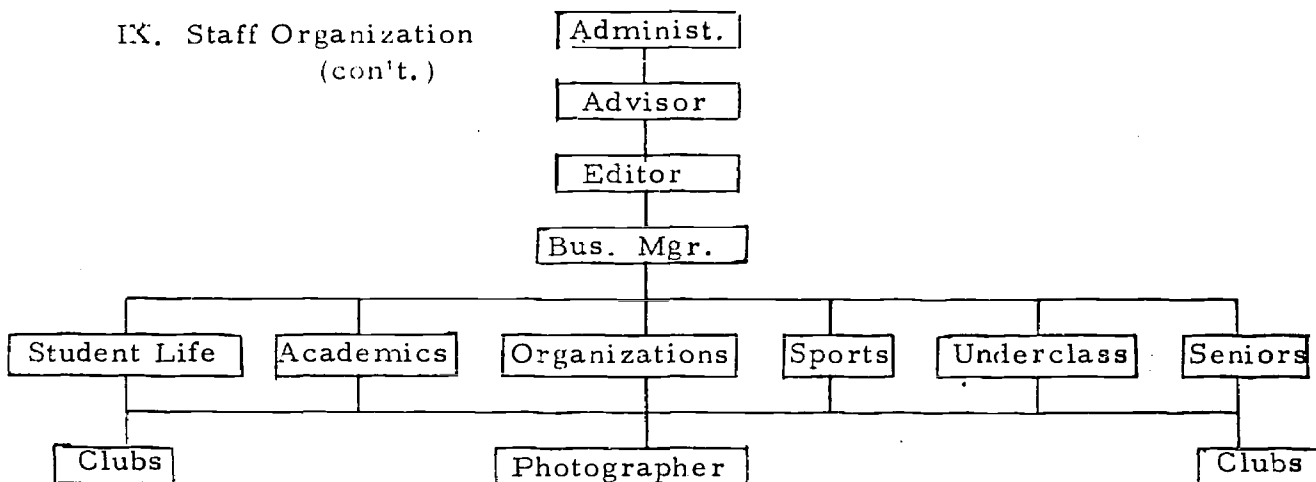 IX. Staff Organization
(con't.)
Administ.
Advisor
Editor
Bus. Mgr.
Student Life Academics Organizations Sports Underclass Seniors
Clubs Photographer Clubs